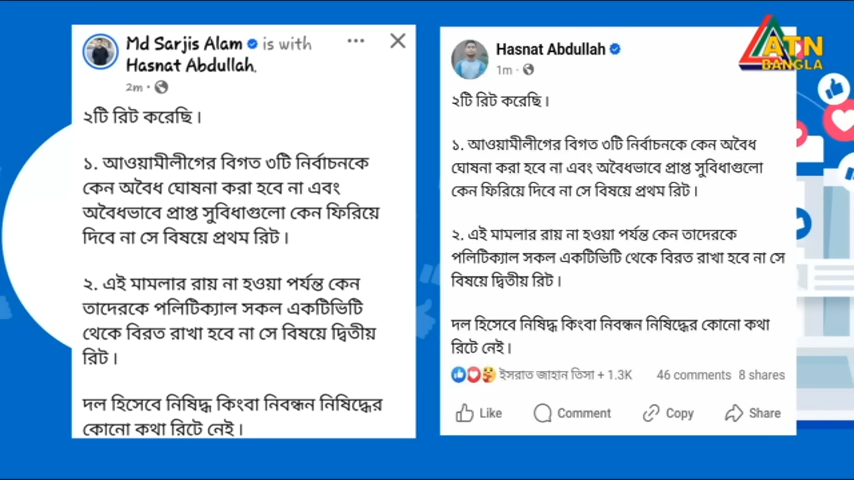 Md Sarjis Alam is with
Hasnat Abdullah.
2m
২টি রিট করেছি।
১. আওয়ামীলীগের বিগত ৩টি নির্বাচনকে
কেন অবৈধ ঘোষনা করা হবে না এবং
অবৈধভাবে প্রাপ্ত সুবিধাগুলো কেন ফিরিয়ে
দিবে না সে বিষয়ে প্রথম রিট।
২. এই মামলার রায় না হওয়া পর্যন্ত কেন
তাদেরকে পলিটিক্যাল সকল একটিভিটি
থেকে বিরত রাখা হবে না সে বিষয়ে দ্বিতীয়
রিট।
দল হিসেবে নিষিদ্ধ কিংবা নিবন্ধন নিষিদ্ধের
কোনো কথা রিটে নেই।
Hasnat Abdullah
1m
২টি রিট করেছি।
১. আওয়ামীলীগের বিগত ৩টি নির্বাচনকে কেন অবৈধ
ঘোষনা করা হবে না এবং অবৈধভাবে প্রাপ্ত সুবিধাগুলো
কেন ফিরিয়ে দিবে না সে বিষয়ে প্রথম রিট।
২. এই মামলার রায় না হওয়া পর্যন্ত কেন তাদেরকে
পলিটিক্যাল সকল একটিভিটি থেকে বিরত রাখা হবে না সে
বিষয়ে দ্বিতীয় রিট।
দল হিসেবে নিষিদ্ধ কিংবা নিবন্ধন নিষিদ্ধের কোনো কথা
রিটে নেই।
ইসরাত জাহান তিসা + 1.3K 46 comments 8 shares
Like Comment Copy Share
ATN
BANGLA